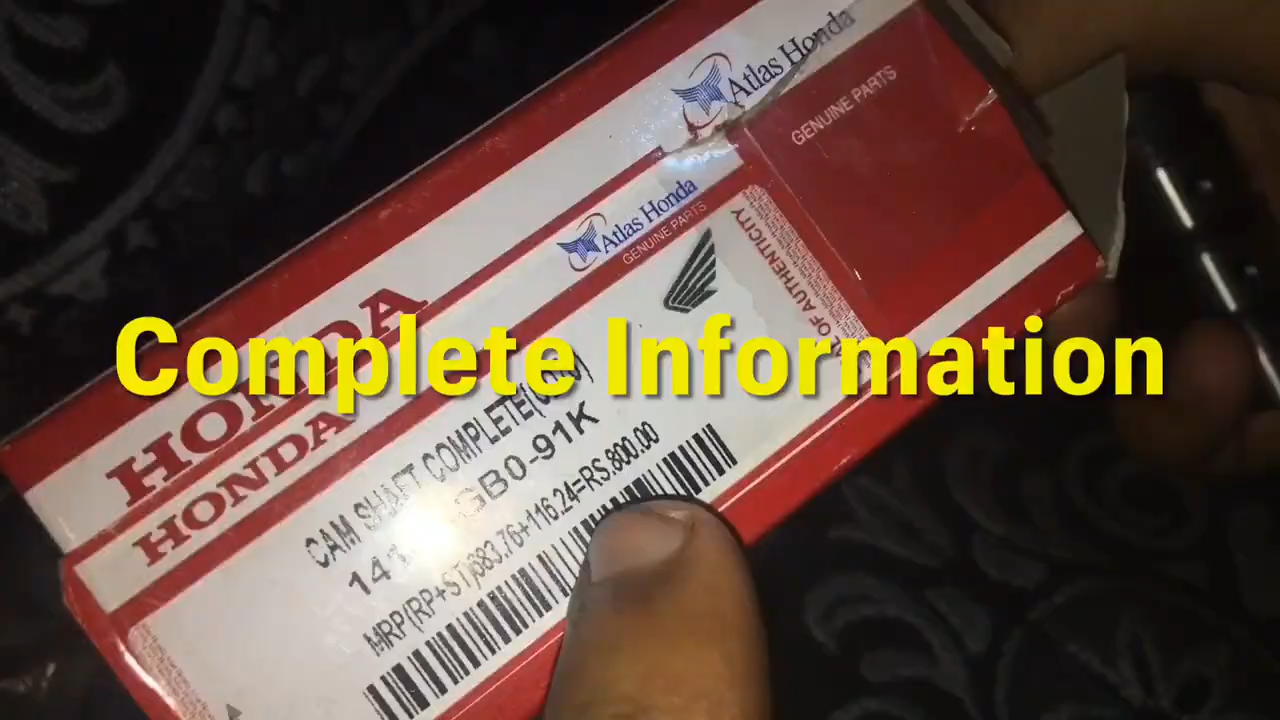 Atlas Honda
GENUINE PARTS
HONDA
Atlas Honda
GENUINE PARTS
HONDA
OF AUTHENTICITY
Complete Information
CAM SHAFT COMPLETE
GB0-91K
MRP(RP+ST)683.76+116.24=RS.800.00